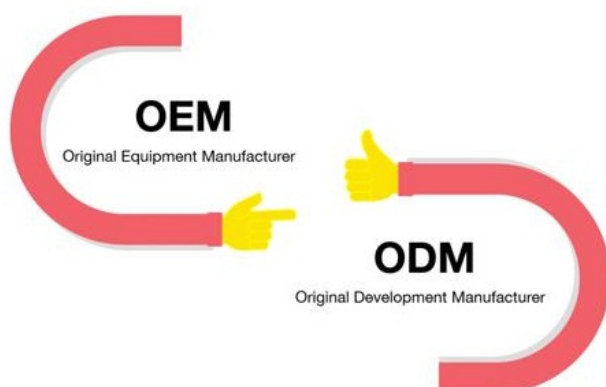 OEM
Original Equipment Manufacturer
ODM
Original Development Manufacturer